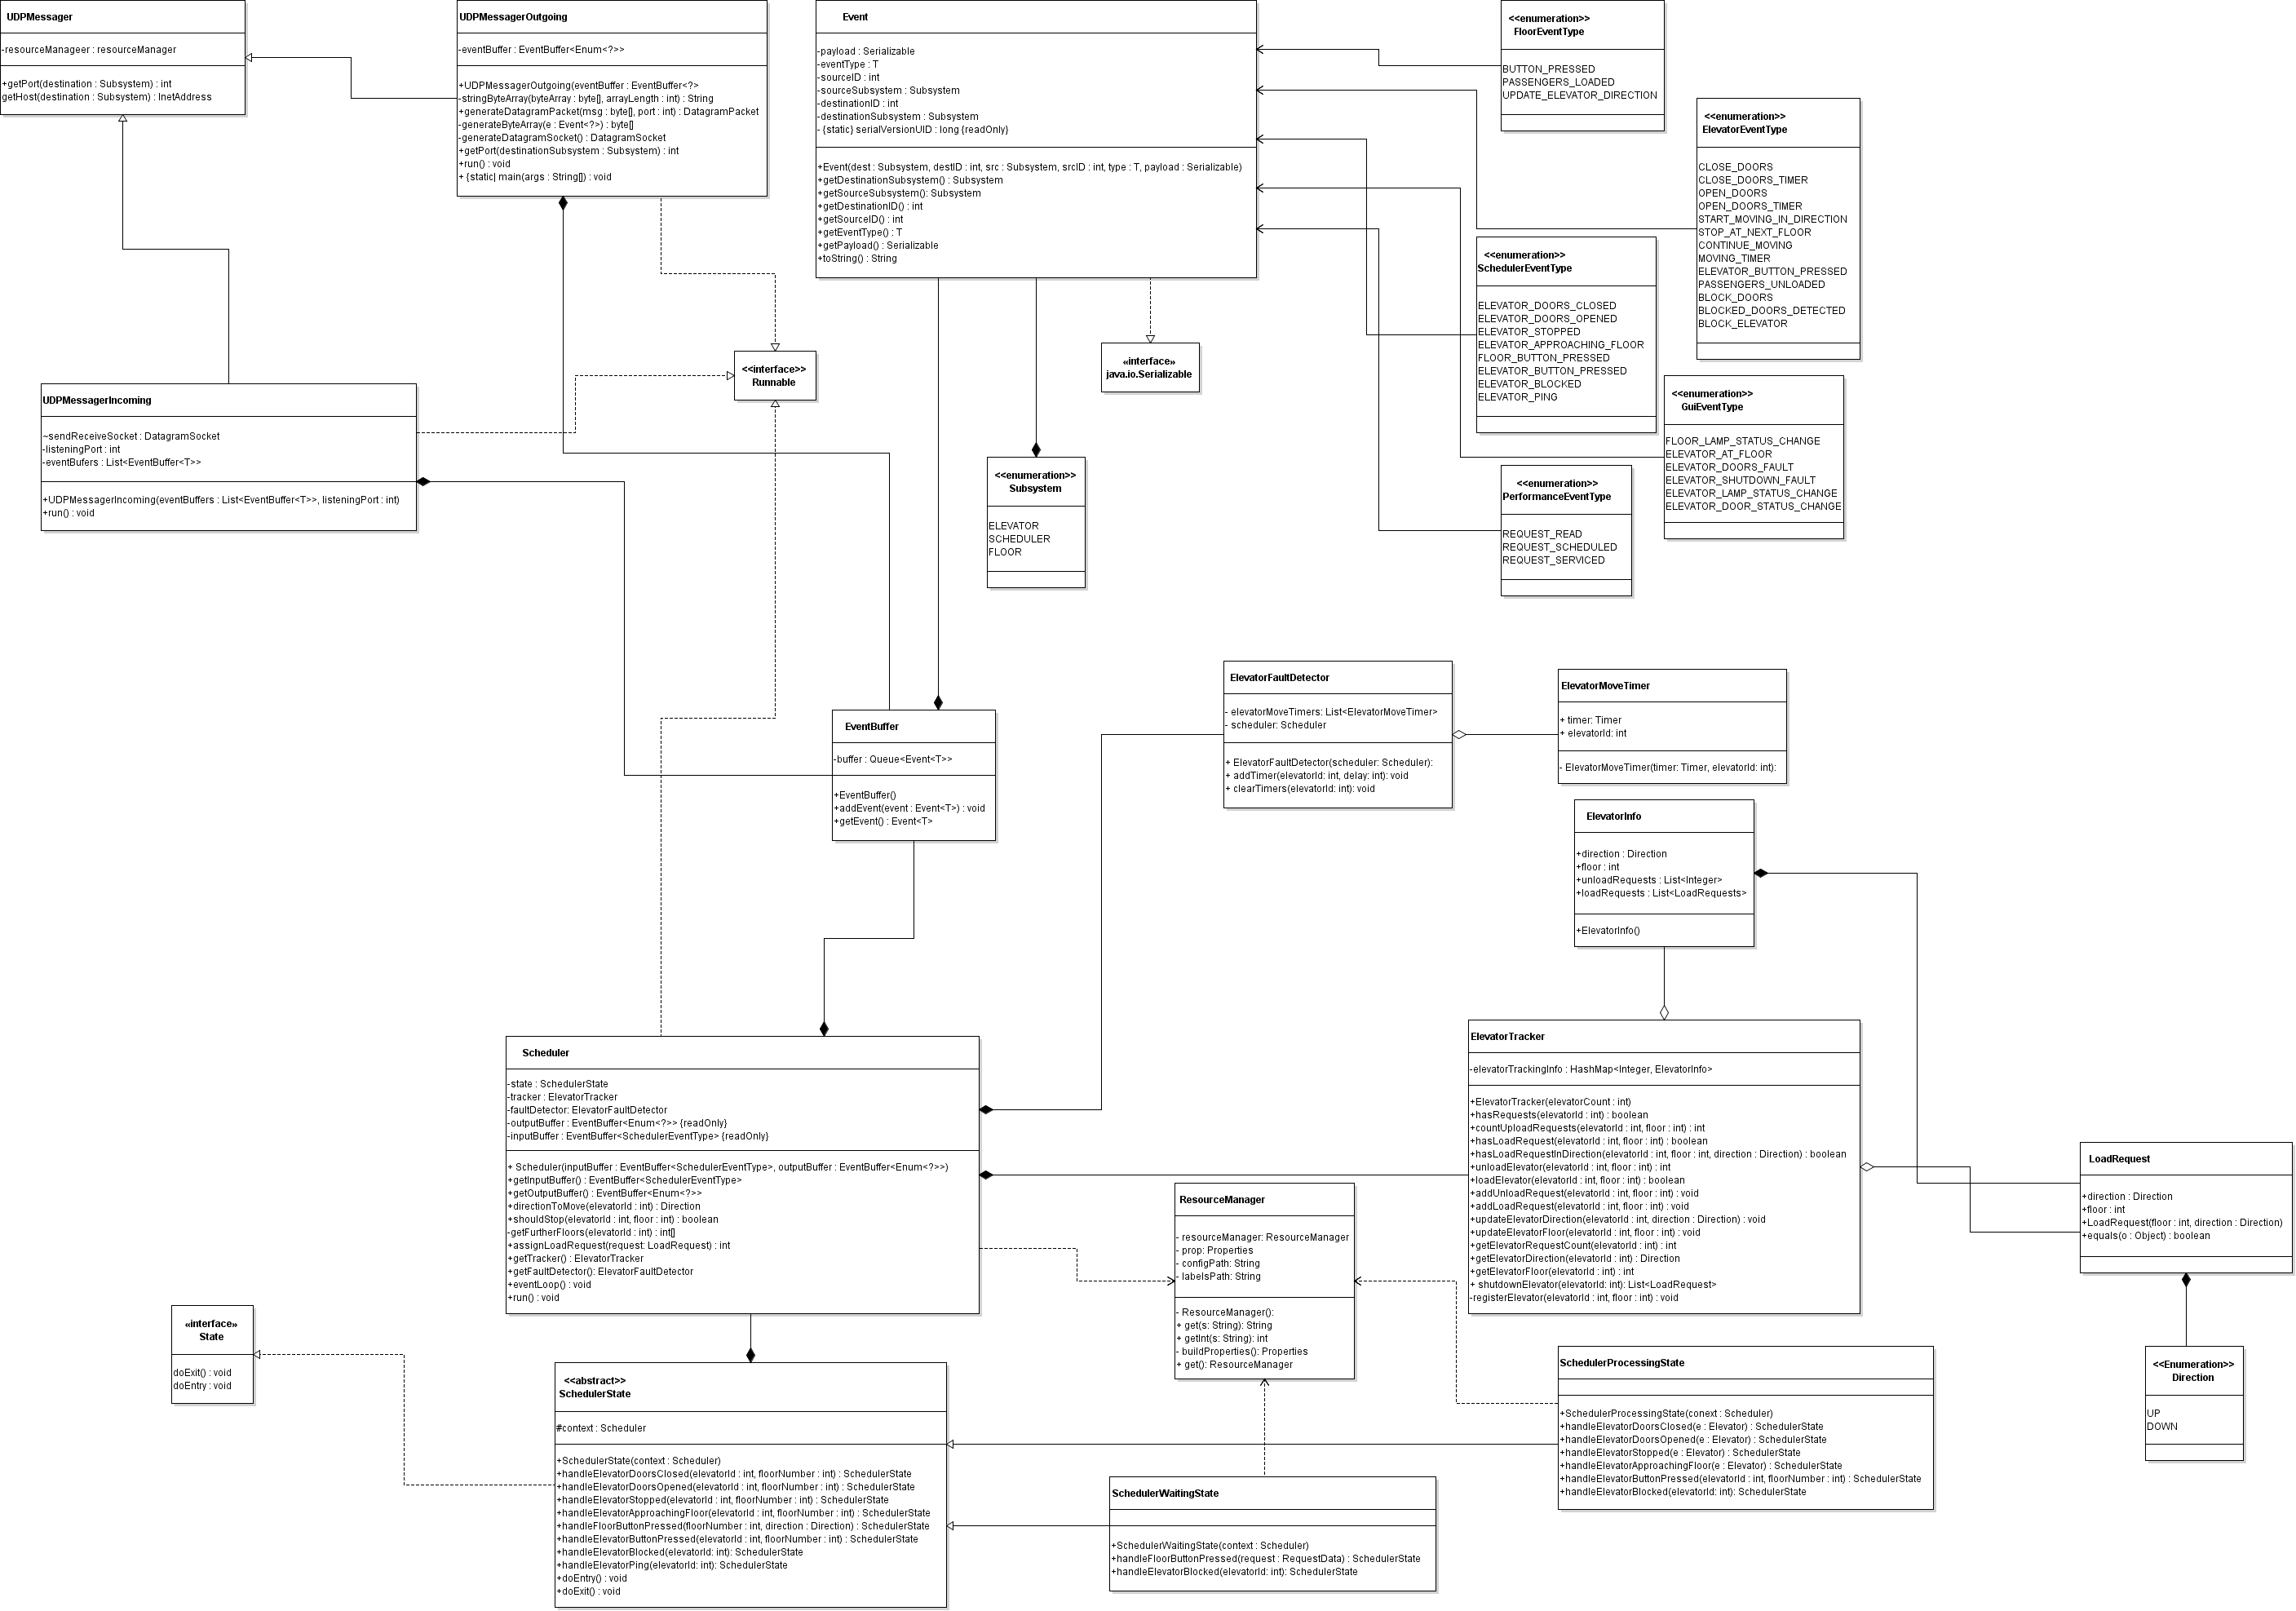 UDPMessager
-resourceManageer : resourceManager
+getPort(destination : Subsystem) : int
getHost(destination : Subsystem) : InetAddress
UDPMessagerOutgoing
-eventBuffer : EventBuffer<Enum<?>>
+UDPMessagerOutgoing(eventBuffer : EventBuffer<?>
-stringByteArray(byteArray : byte[], arrayLength : int) : String
+generateDatagramPacket(msg : byte[], port : int) : DatagramPacket
-generateByteArray(e : Event<?>) : byte[]
-generateDatagramSocket() : DatagramSocket
+getPort(destinationSubsystem : Subsystem) : int
+run() : void
+ {static| main(args : String[]) : void
Event
-payload : Serializable
-eventType : T
-sourceID : int
-sourceSubsystem : Subsystem
-destinationID : int
-destinationSubsystem : Subsystem
- {static} serialVersionUID : long {readOnly}
+Event(dest : Subsystem, destID : int, src : Subsystem, srcID : int, type : T, payload : Serializable)
+getDestinationSubsystem() : Subsystem
+getSourceSubsystem(): Subsystem
+getDestinationID() : int
+getSourceID() : int
+getEventType() : T
+getPayload() : Serializable
+toString() : String
<<enumeration>>
FloorEventType
BUTTON_PRESSED
PASSENGERS_LOADED
UPDATE_ELEVATOR_DIRECTION
<<enumeration>>
ElevatorEventType
CLOSE_DOORS
CLOSE_DOORS_TIMER
OPEN_DOORS
OPEN_DOORS_TIMER
START_MOVING_IN_DIRECTION
STOP_AT_NEXT_FLOOR
CONTINUE_MOVING
MOVING_TIMER
ELEVATOR_BUTTON_PRESSED
PASSENGERS_UNLOADED
BLOCK_DOORS
BLOCKED_DOORS_DETECTED
BLOCK_ELEVATOR
<<enumeration>>
SchedulerEventType
ELEVATOR_DOORS_CLOSED
ELEVATOR_DOORS_OPENED
ELEVATOR_STOPPED
ELEVATOR_APPROACHING_FLOOR
FLOOR_BUTTON_PRESSED
ELEVATOR_BUTTON_PRESSED
ELEVATOR_BLOCKED
ELEVATOR_PING
<<interface>>
Runnable
«interface»
java.io.Serializable
<<enumeration>>
GuiEventType
FLOOR_LAMP_STATUS_CHANGE
ELEVATOR_AT_FLOOR
ELEVATOR_DOORS_FAULT
ELEVATOR_SHUTDOWN_FAULT
ELEVATOR_LAMP_STATUS_CHANGE
ELEVATOR_DOOR_STATUS_CHANGE
UDPMessagerIncoming
~sendReceiveSocket : DatagramSocket
-listeningPort : int
-eventBufers : List<EventBuffer<T>>
+UDPMessagerIncoming(eventBuffers : List<EventBuffer<T>>, listeningPort : int)
+run() : void
<<enumeration>>
Subsystem
ELEVATOR
SCHEDULER
FLOOR
<<enumeration>>
PerformanceEventType
REQUEST_READ
REQUEST_SCHEDULED
REQUEST_SERVICED
ElevatorFaultDetector
- elevatorMoveTimers: List<ElevatorMoveTimer>
- scheduler: Scheduler
+ ElevatorFaultDetector(scheduler: Scheduler):
+ addTimer(elevatorId: int, delay: int): void
+ clearTimers(elevatorId: int): void
ElevatorMoveTimer
+ timer: Timer
+ elevatorId: int
- ElevatorMoveTimer(timer: Timer, elevatorId: int):
EventBuffer
-buffer : Queue<Event<T>>
+EventBuffer()
+addEvent(event : Event<T>) : void
+getEvent() : Event<T>
ElevatorInfo
+direction : Direction
+floor : int
+unloadRequests : List<Integer>
+loadRequests : List<LoadRequests>
+ElevatorInfo()
Scheduler
-state : SchedulerState
-tracker : ElevatorTracker
-faultDetector: ElevatorFaultDetector
-outputBuffer : EventBuffer<Enum<?>> {readOnly}
-inputBuffer : EventBuffer<SchedulerEventType> {readOnly}
+ Scheduler(inputBuffer : EventBuffer<SchedulerEventType>, outputBuffer : EventBuffer<Enum<?>>)
+getInputBuffer() : EventBuffer<SchedulerEventType>
+getOutputBuffer() : EventBuffer<Enum<?>>
+directionToMove(elevatorId : int) : Direction
+shouldStop(elevatorId : int, floor : int) : boolean
-getFurtherFloors(elevatorId : int) : int[]
+assignLoadRequest(request: LoadRequest) : int
+getTracker() : ElevatorTracker
+getFaultDetector(): ElevatorFaultDetector
+eventLoop() : void
+run() : void
ElevatorTracker
-elevatorTrackingInfo : HashMap<Integer, ElevatorInfo>
+ElevatorTracker(elevatorCount : int)
+hasRequests(elevatorId : int) : boolean
+countUploadRequests(elevatorId : int, floor : int) : int
+hasLoadRequest(elevatorId : int, floor : int) : boolean
+hasLoadRequestInDirection(elevatorId : int, floor : int, direction : Direction) : boolean
+unloadElevator(elevatorId : int, floor : int) : int
+loadElevator(elevatorId : int, floor : int) : boolean
+addUnloadRequest(elevatorId : int, floor : int) : void
+addLoadRequest(elevatorId : int, floor : int) : void
+updateElevatorDirection(elevatorId : int, direction : Direction) : void
+updateElevatorFloor(elevatorId : int, floor : int) : void
+getElevatorRequestCount(elevatorId : int) : int
+getElevatorDirection(elevatorId : int) : Direction
+getElevatorFloor(elevatorId : int) : int
+ shutdownElevator(elevatorId: int): List<LoadRequest>
-registerElevator(elevatorId : int, floor : int) : void
LoadRequest
+direction : Direction
+floor : int
+LoadRequest(floor : int, direction : Direction)
+equals(o : Object) : boolean
ResourceManager
- resourceManager: ResourceManager
- prop: Properties
- configPath: String
- labelsPath: String
- ResourceManager():
+ get(s: String): String
+ getInt(s: String): int
- buildProperties(): Properties
+ get(): ResourceManager
«interface»
State
doExit() : void
doEntry : void
<<abstract>>
SchedulerState
#context : Scheduler
+SchedulerState(context : Scheduler)
+handleElevatorDoorsClosed(elevatorId : int, floorNumber : int) : SchedulerState
+handleElevatorDoorsOpened(elevatorId : int, floorNumber : int) : SchedulerState
+handleElevatorStopped(elevatorId : int, floorNumber : int) : SchedulerState
+handleElevatorApproachingFloor(elevatorId : int, floorNumber : int) : SchedulerState
+handleFloorButtonPressed(floorNumber : int, direction : Direction) : SchedulerState
+handleElevatorButtonPressed(elevatorId : int, floorNumber : int) : SchedulerState
+handleElevatorBlocked(elevatorId: int): SchedulerState
+handleElevatorPing(elevatorId: int): SchedulerState
+doEntry() : void
+doExit() : void
SchedulerProcessingState
+SchedulerProcessingState(conext : Scheduler)
+handleElevatorDoorsClosed(e : Elevator) : SchedulerState
+handleElevatorDoorsOpened(e : Elevator) : SchedulerState
+handleElevatorStopped(e : Elevator) : SchedulerState
+handleElevatorApproachingFloor(e : Elevator) : SchedulerState
+handleElevatorButtonPressed(elevatorId : int, floorNumber : int) : SchedulerState
+handleElevatorBlocked(elevatorId: int): SchedulerState
<<Enumeration>>
Direction
UP
DOWN
SchedulerWaitingState
+SchedulerWaitingState(context : Scheduler)
+handleFloorButtonPressed(request : RequestData) : SchedulerState
+handleElevatorBlocked(elevatorId: int): SchedulerState